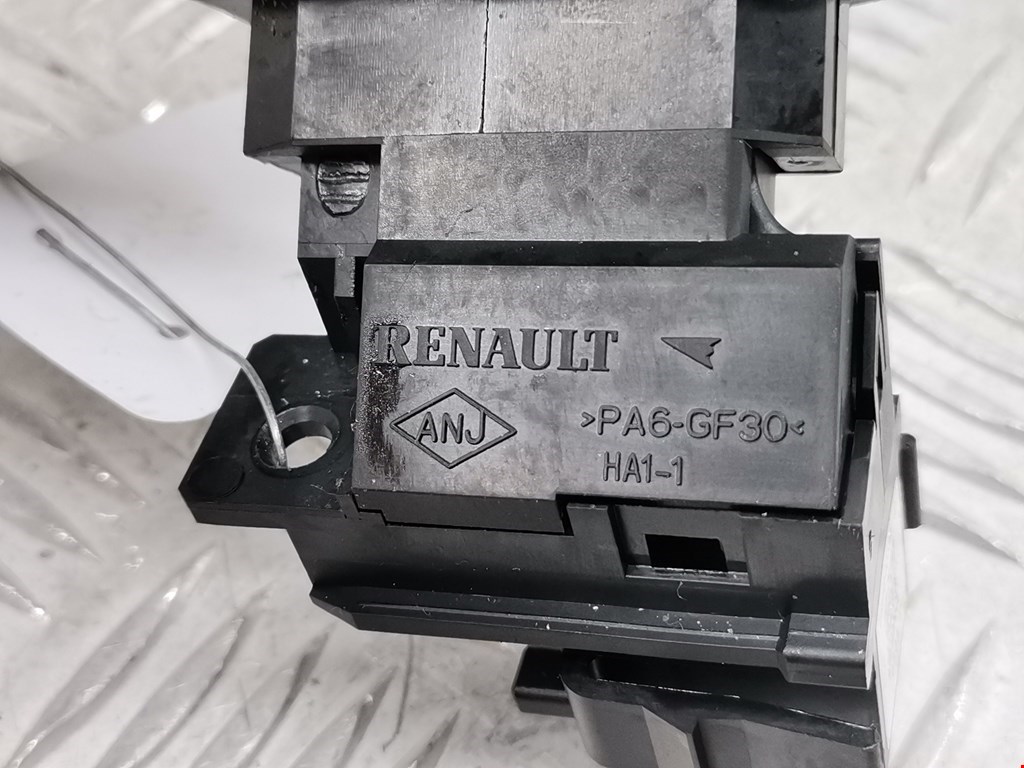 RENAULT
ANJ
>PA6-GF30<
HA1-1